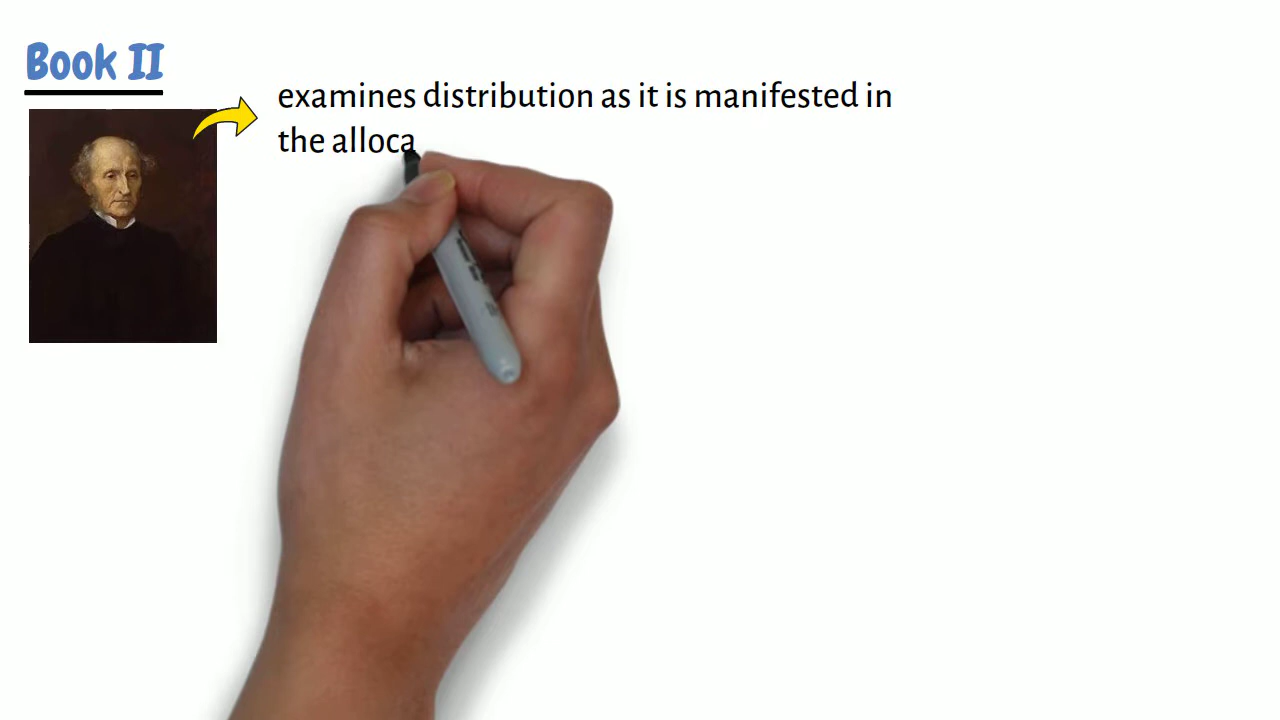 Book II
examines distribution as it is manifested in
the alloca